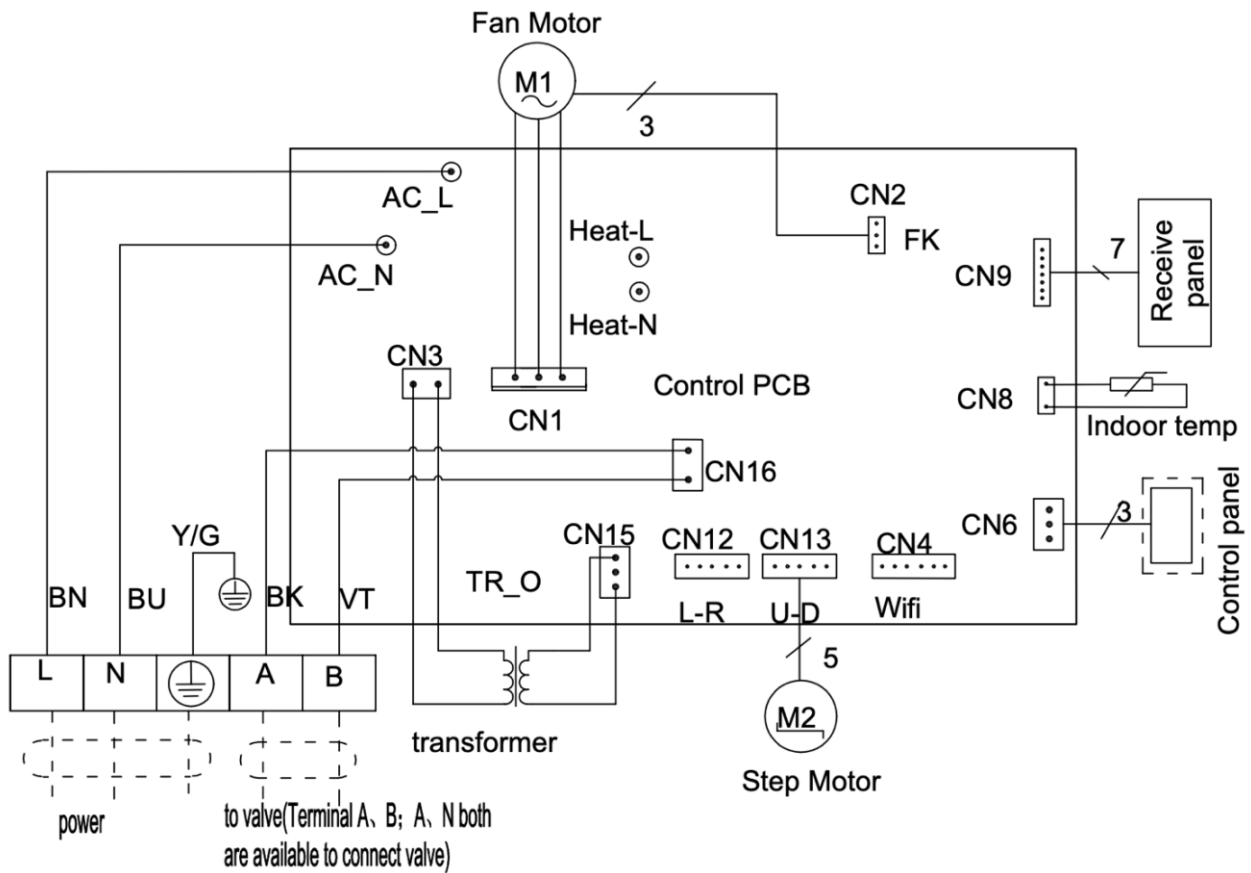 Fan Motor
M1
3
AC_L
AC_N
Heat-L
Heat-N
CN2
FK
CN9
7
Receive
panel
CN3
CN1
Control PCB
CN8
Indoor temp
CN16
CN6
3
Control panel
Y/G
BN
BU
BK
VT
CN15
TR_O
CN12
CN13
CN4
L-R
U-D
Wifi
5
L
N
A
B
transformer
M2
Step Motor
power
to valve(Terminal A、B；A、N both
are available to connect valve)